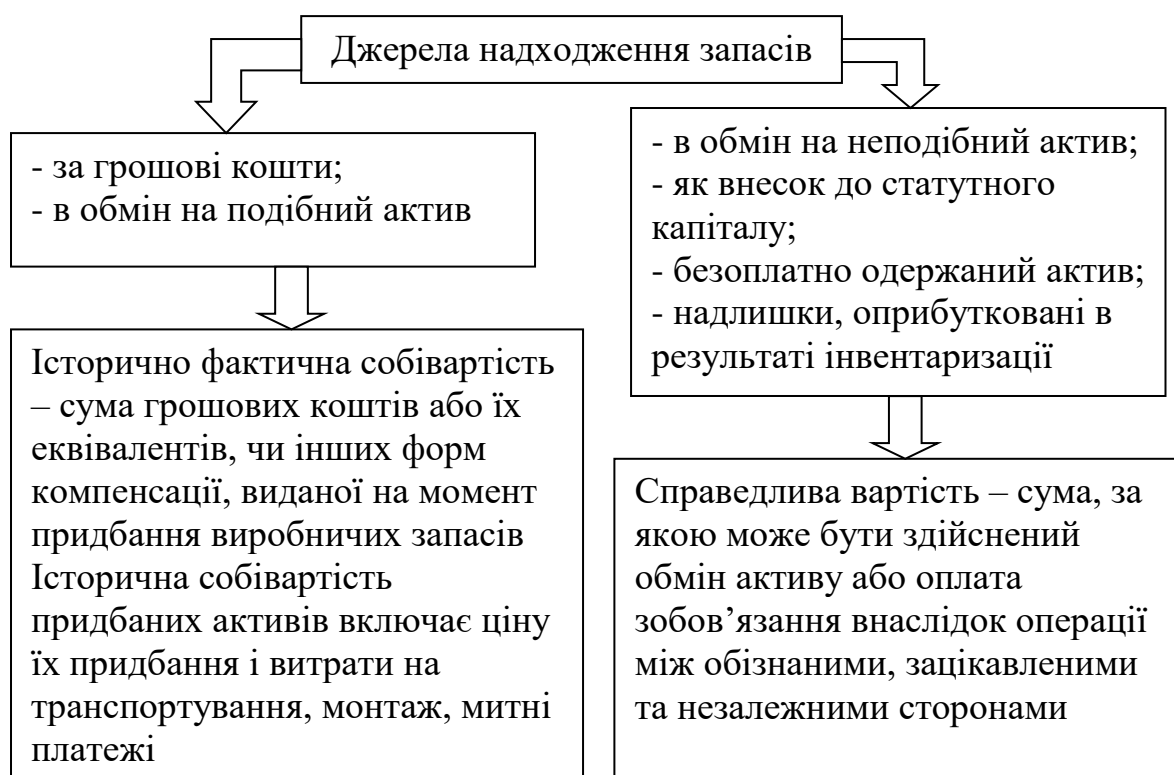 Джерела надходження запасів
- за грошові кошти;
- в обмін на подібний актив
- в обмін на неподібний актив;
- як внесок до статутного
капіталу;
- безоплатно одержаний актив;
- надлишки, оприбутковані в
результаті інвентаризації
Історично фактична собівартість
– сума грошових коштів або їх
еквівалентів, чи інших форм
компенсації, виданої на момент
придбання виробничих запасів
Історична собівартість
придбаних активів включає ціну
їх придбання і витрати на
транспортування, монтаж, митні
платежі
Справедлива вартість – сума, за
якою може бути здійснений
обмін активу або оплата
зобов’язання внаслідок операції
між обізнаними, зацікавленими
та незалежними сторонами